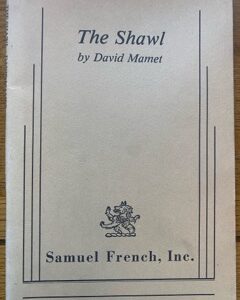 The Shawl
by David Mamet
Samuel French, Inc.